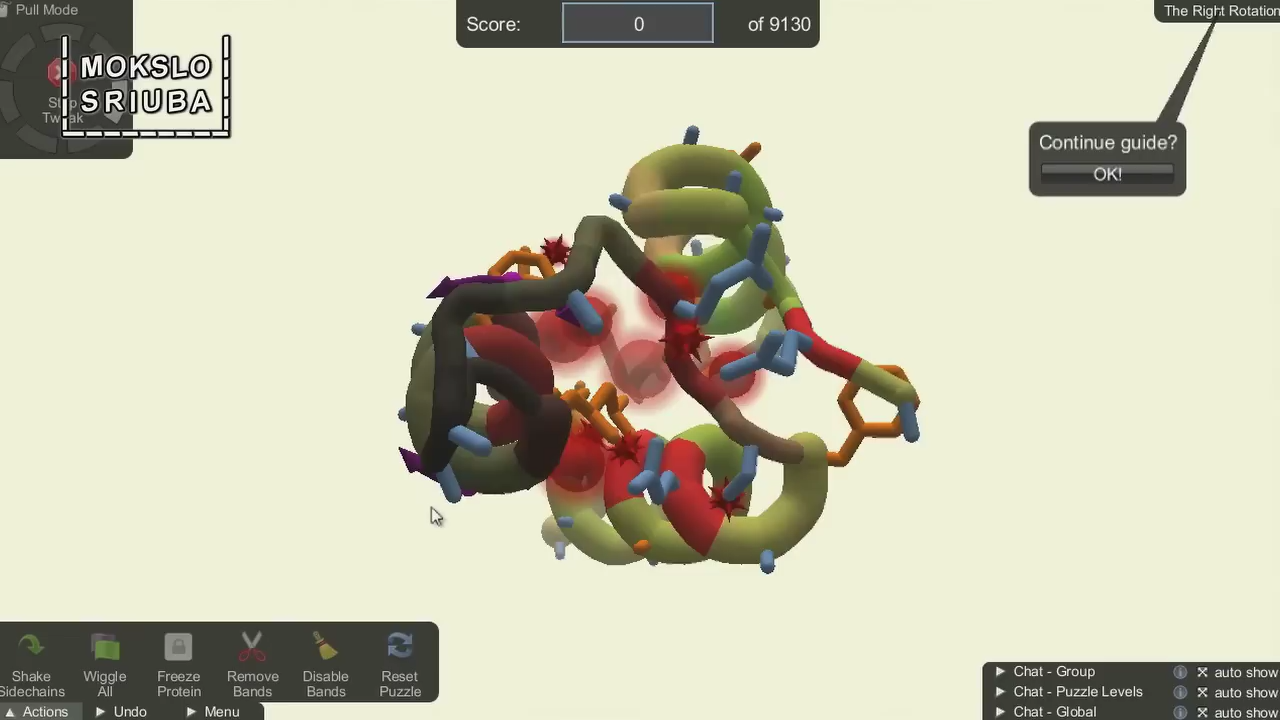 Pull Mode
MOKSLO
SRIUBA
Stop
Tweak
Score: 0 of 9130
The Right Rotation
Continue guide?
OK!
Shake
Sidechains
Wiggle
All
Freeze
Protein
Remove
Bands
Disable
Bands
Reset
Puzzle
Actions
Undo
Menu
Chat - Group
auto show
Chat - Puzzle Levels
auto show
Chat - Global
auto show